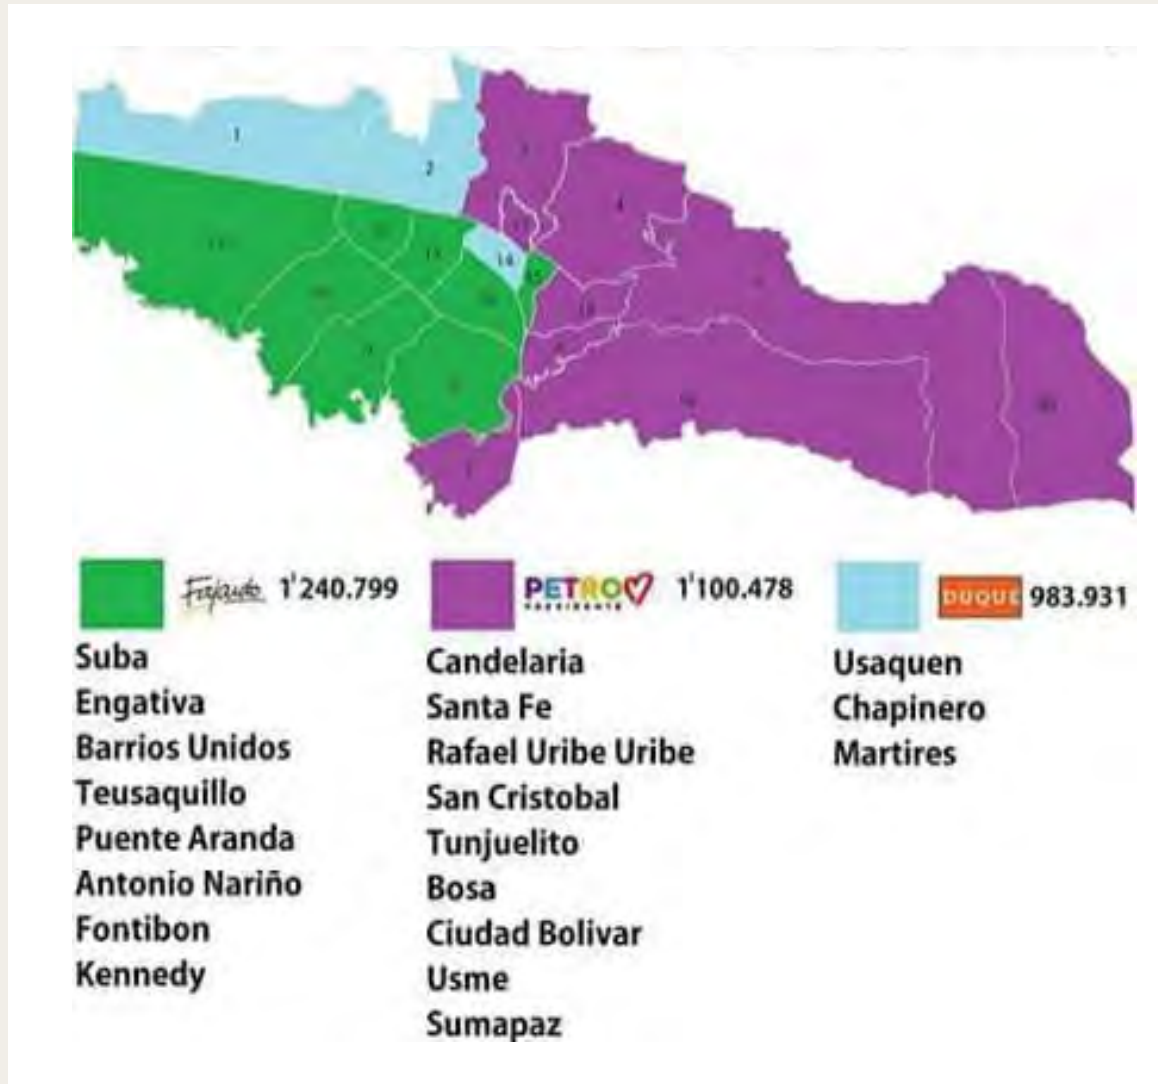 1
2
14
Fajardo 1'240.799
PETRO PRESIDENTE 1'100.478
DUQUE 983.931
Suba
Engativa
Barrios Unidos
Teusaquillo
Puente Aranda
Antonio Nariño
Fontibon
Kennedy
Candelaria
Santa Fe
Rafael Uribe Uribe
San Cristobal
Tunjuelito
Bosa
Ciudad Bolivar
Usme
Sumapaz
Usaquen
Chapinero
Martires